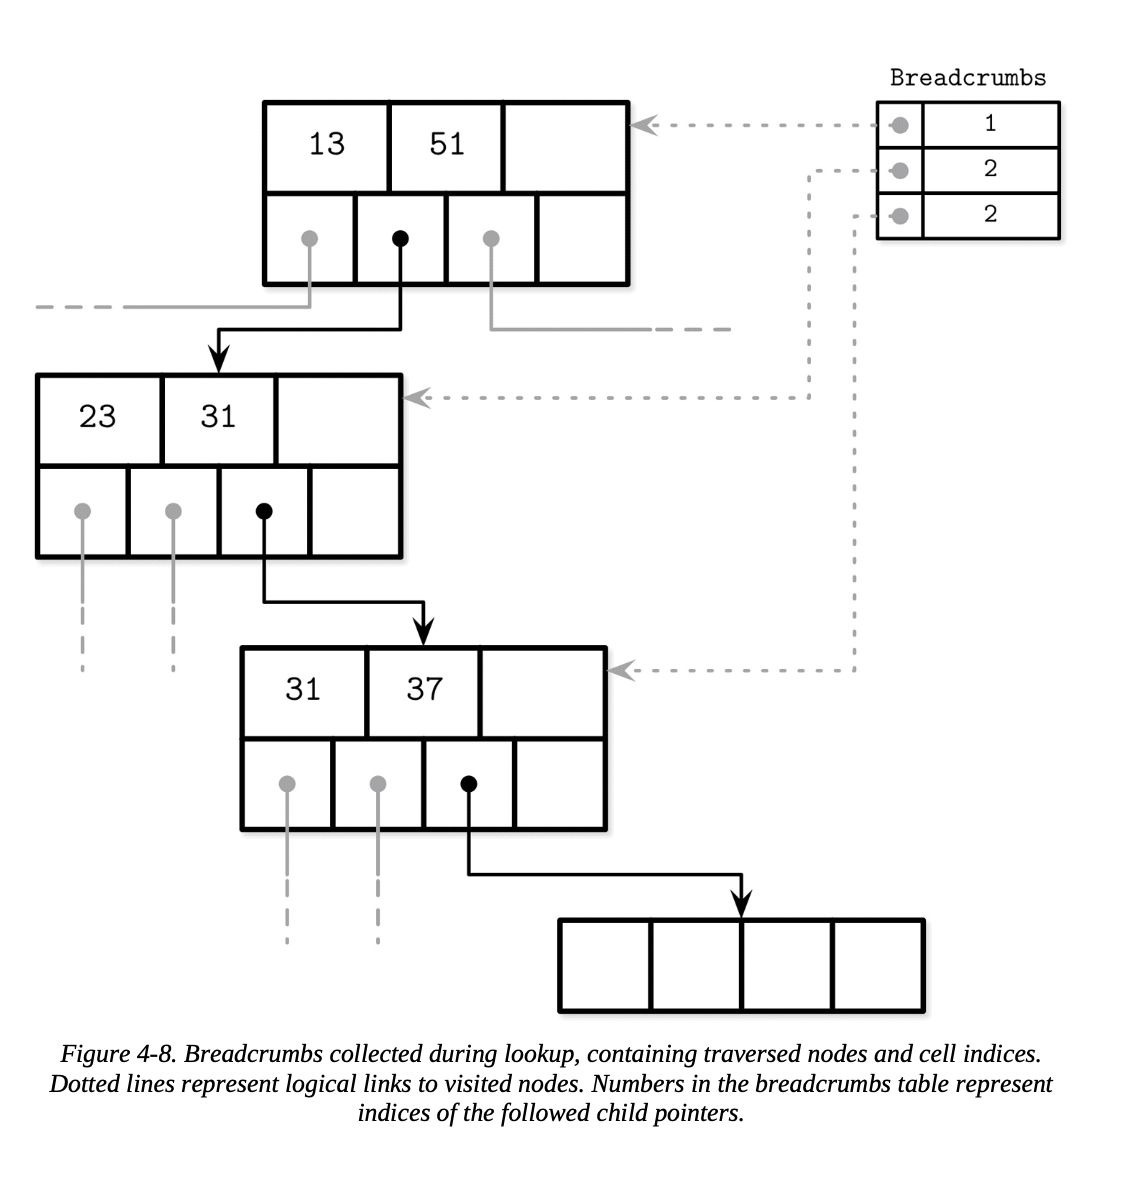 Breadcrumbs
13 51
1
2
2
23 31
31 37
Figure 4-8. Breadcrumbs collected during lookup, containing traversed nodes and cell indices.
Dotted lines represent logical links to visited nodes. Numbers in the breadcrumbs table represent
indices of the followed child pointers.